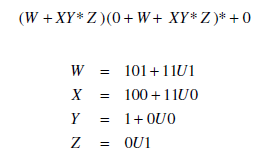 (W + XY* Z )(0 + W + XY* Z )* + 0
W = 101 + 11U1
X = 100 + 11U0
Y = 1 + 0U0
Z = 0U1